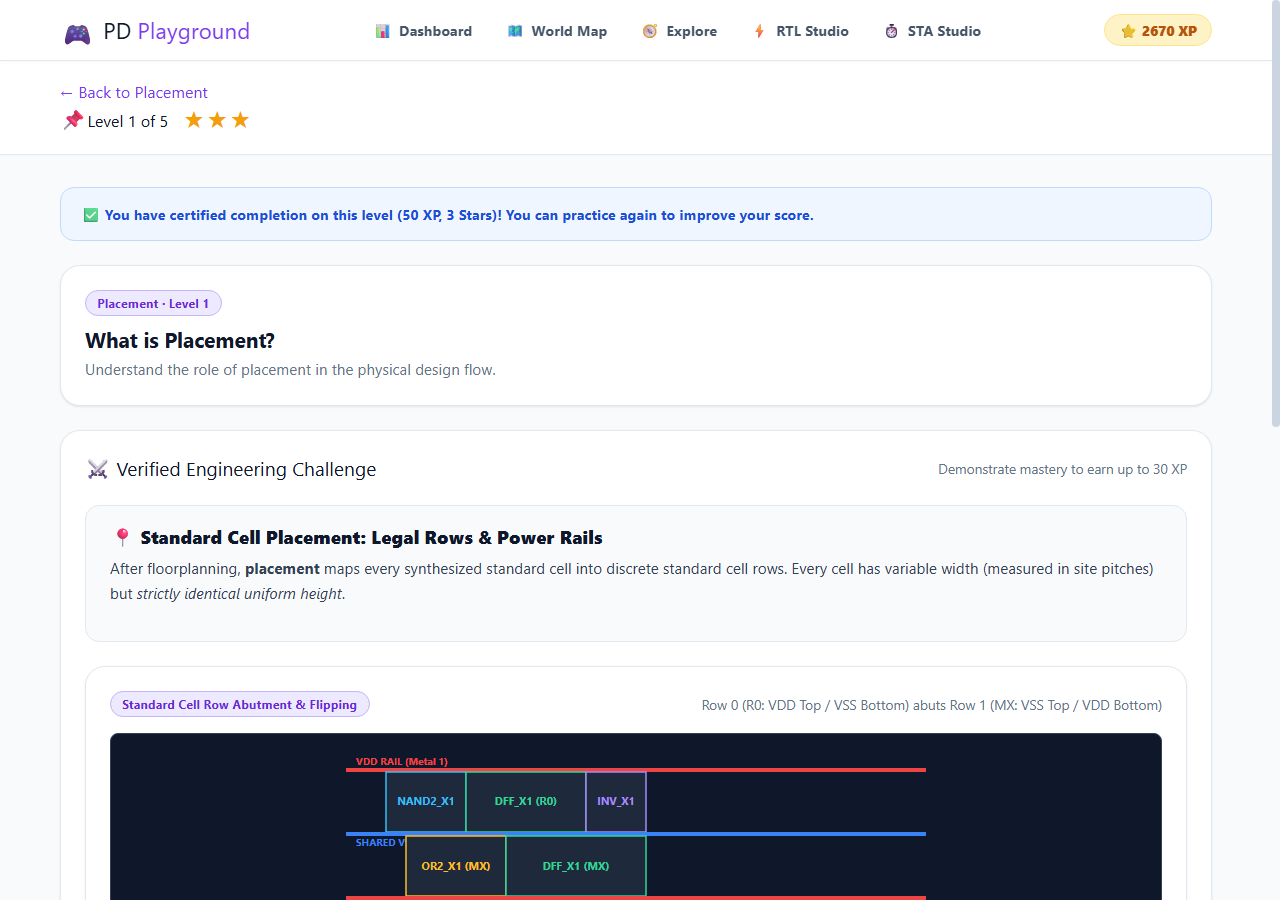 PD Playground
Dashboard
World Map
Explore
RTL Studio
STA Studio
2670 XP
← Back to Placement
Level 1 of 5
You have certified completion on this level (50 XP, 3 Stars)! You can practice again to improve your score.
Placement · Level 1
What is Placement?
Understand the role of placement in the physical design flow.
Verified Engineering Challenge
Demonstrate mastery to earn up to 30 XP
Standard Cell Placement: Legal Rows & Power Rails
After floorplanning, placement maps every synthesized standard cell into discrete standard cell rows. Every cell has variable width (measured in site pitches)
but strictly identical uniform height.
Standard Cell Row Abutment & Flipping
Row 0 (R0: VDD Top / VSS Bottom) abuts Row 1 (MX: VSS Top / VDD Bottom)
VDD RAIL (Metal 1)
NAND2_X1
DFF_X1 (R0)
INV_X1
SHARED V
OR2_X1 (MX)
DFF_X1 (MX)